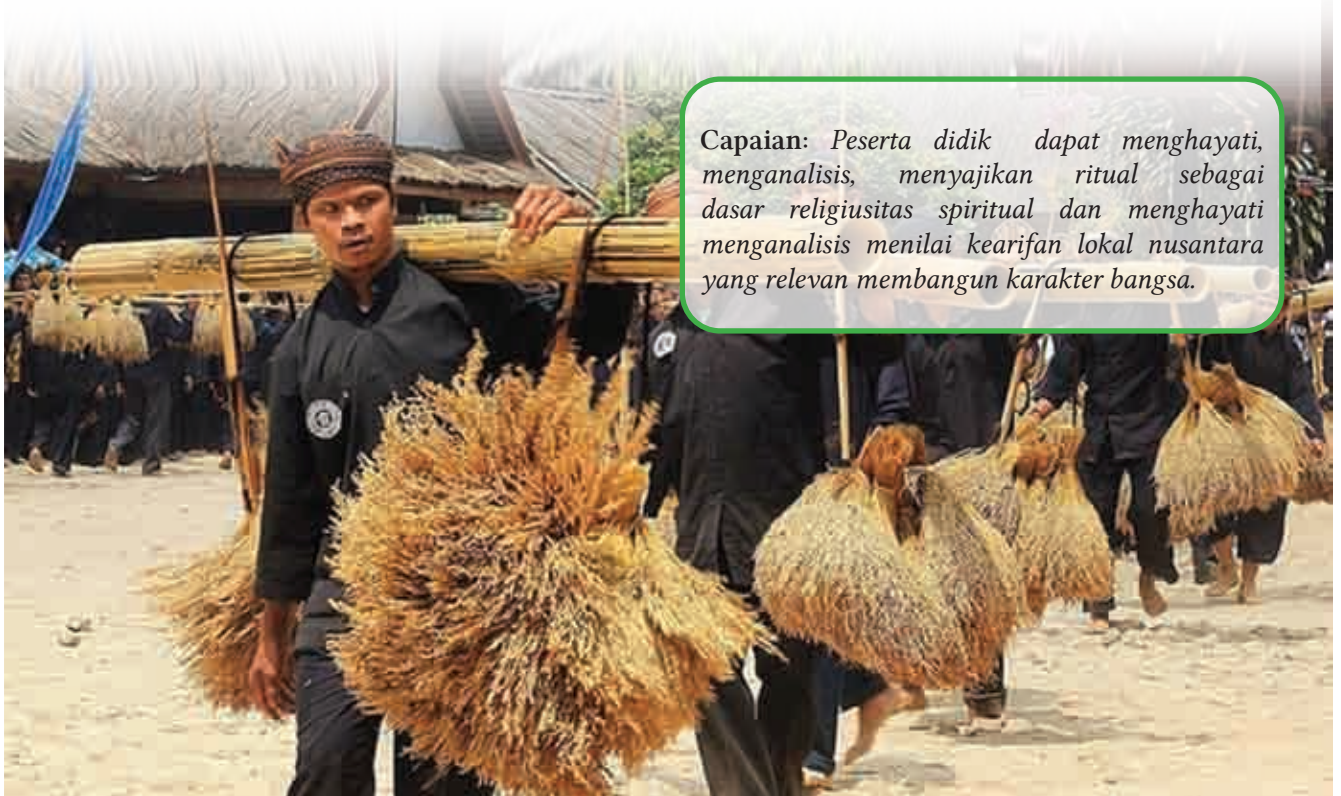 Capaian: Peserta didik dapat menghayati,
menganalisis, menyajikan ritual sebagai
dasar religiusitas spiritual dan menghayati
menganalisis menilai kearifan lokal nusantara
yang relevan membangun karakter bangsa.